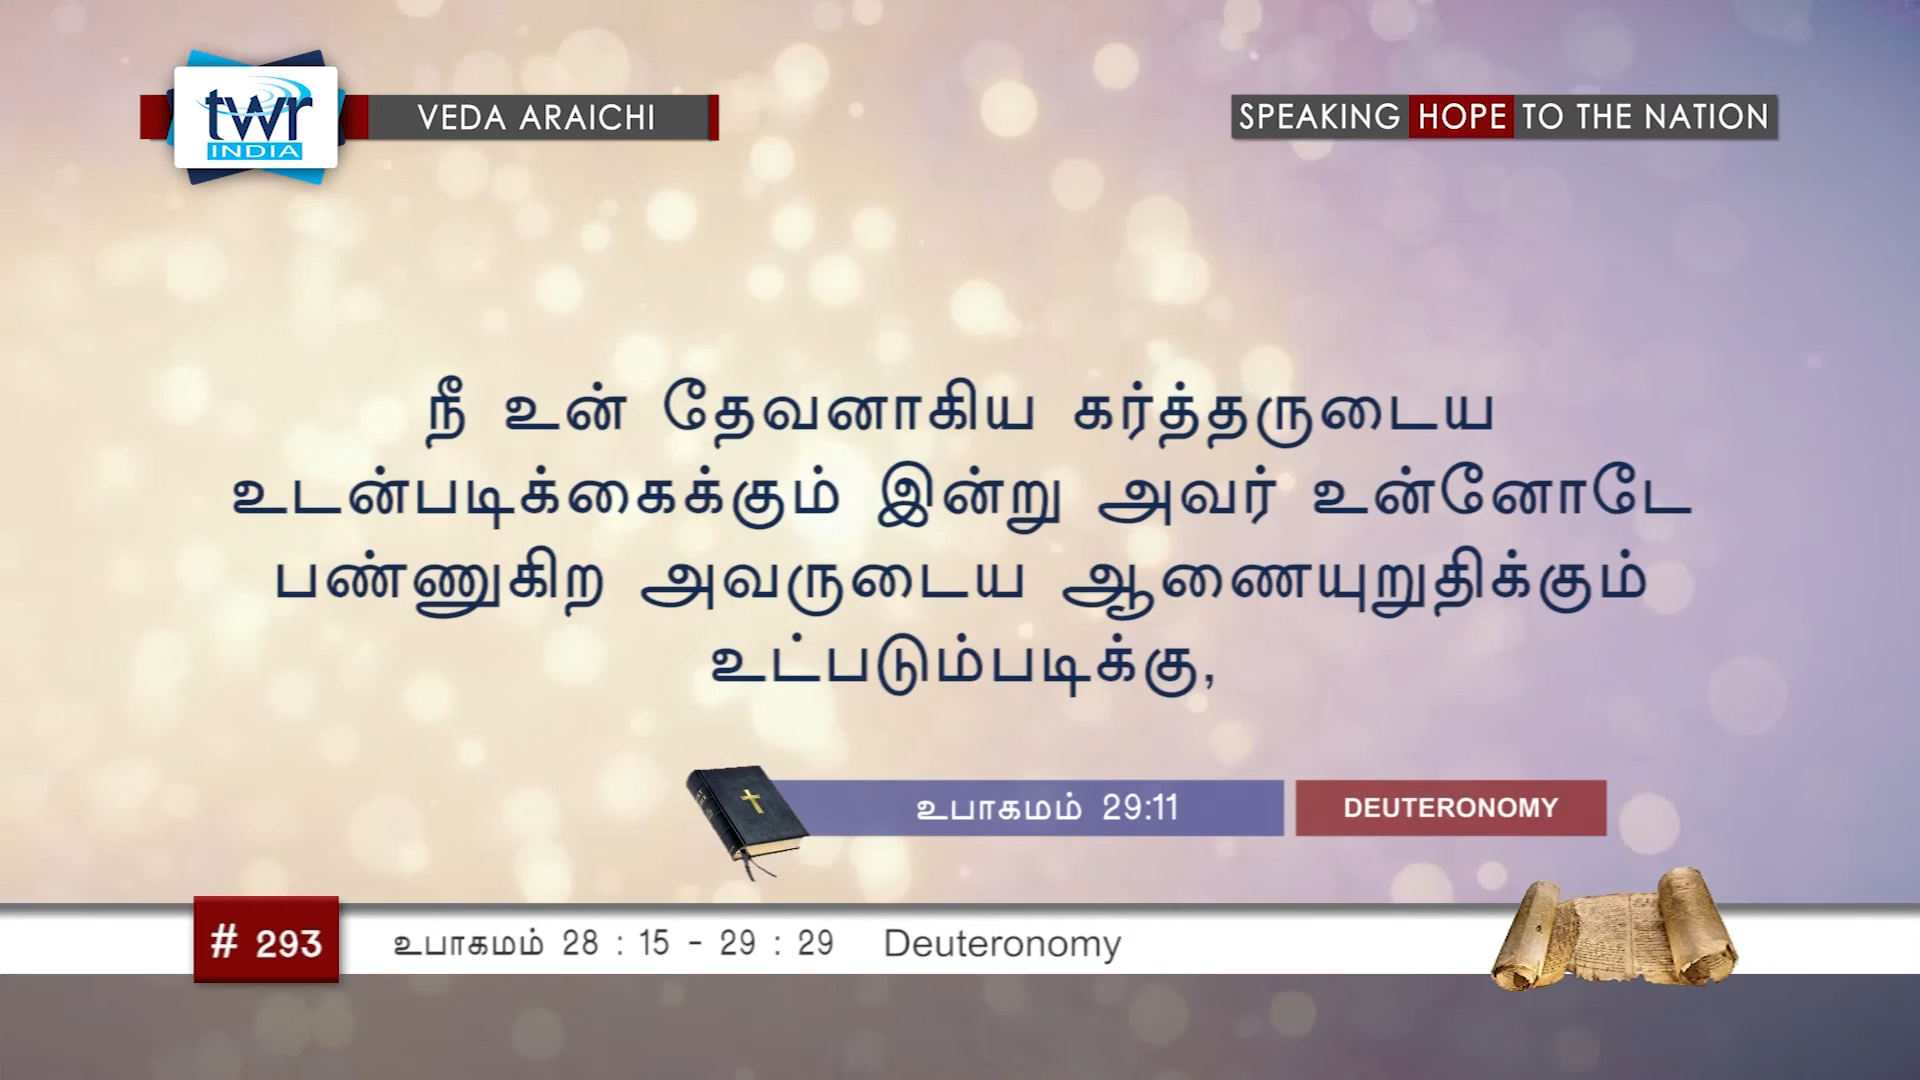 twr
INDIA
VEDA ARAICHI
SPEAKING HOPE TO THE NATION
நீ உன் தேவனாகிய கர்த்தருடைய
உடன்படிக்கைக்கும் இன்று அவர் உன்னோடே
பண்ணுகிற அவருடைய ஆணையுறுதிக்கும்
உட்படும்படிக்கு,
உபாகமம் 29:11
DEUTERONOMY
# 293
உபாகமம் 28 : 15 - 29 : 29 Deuteronomy